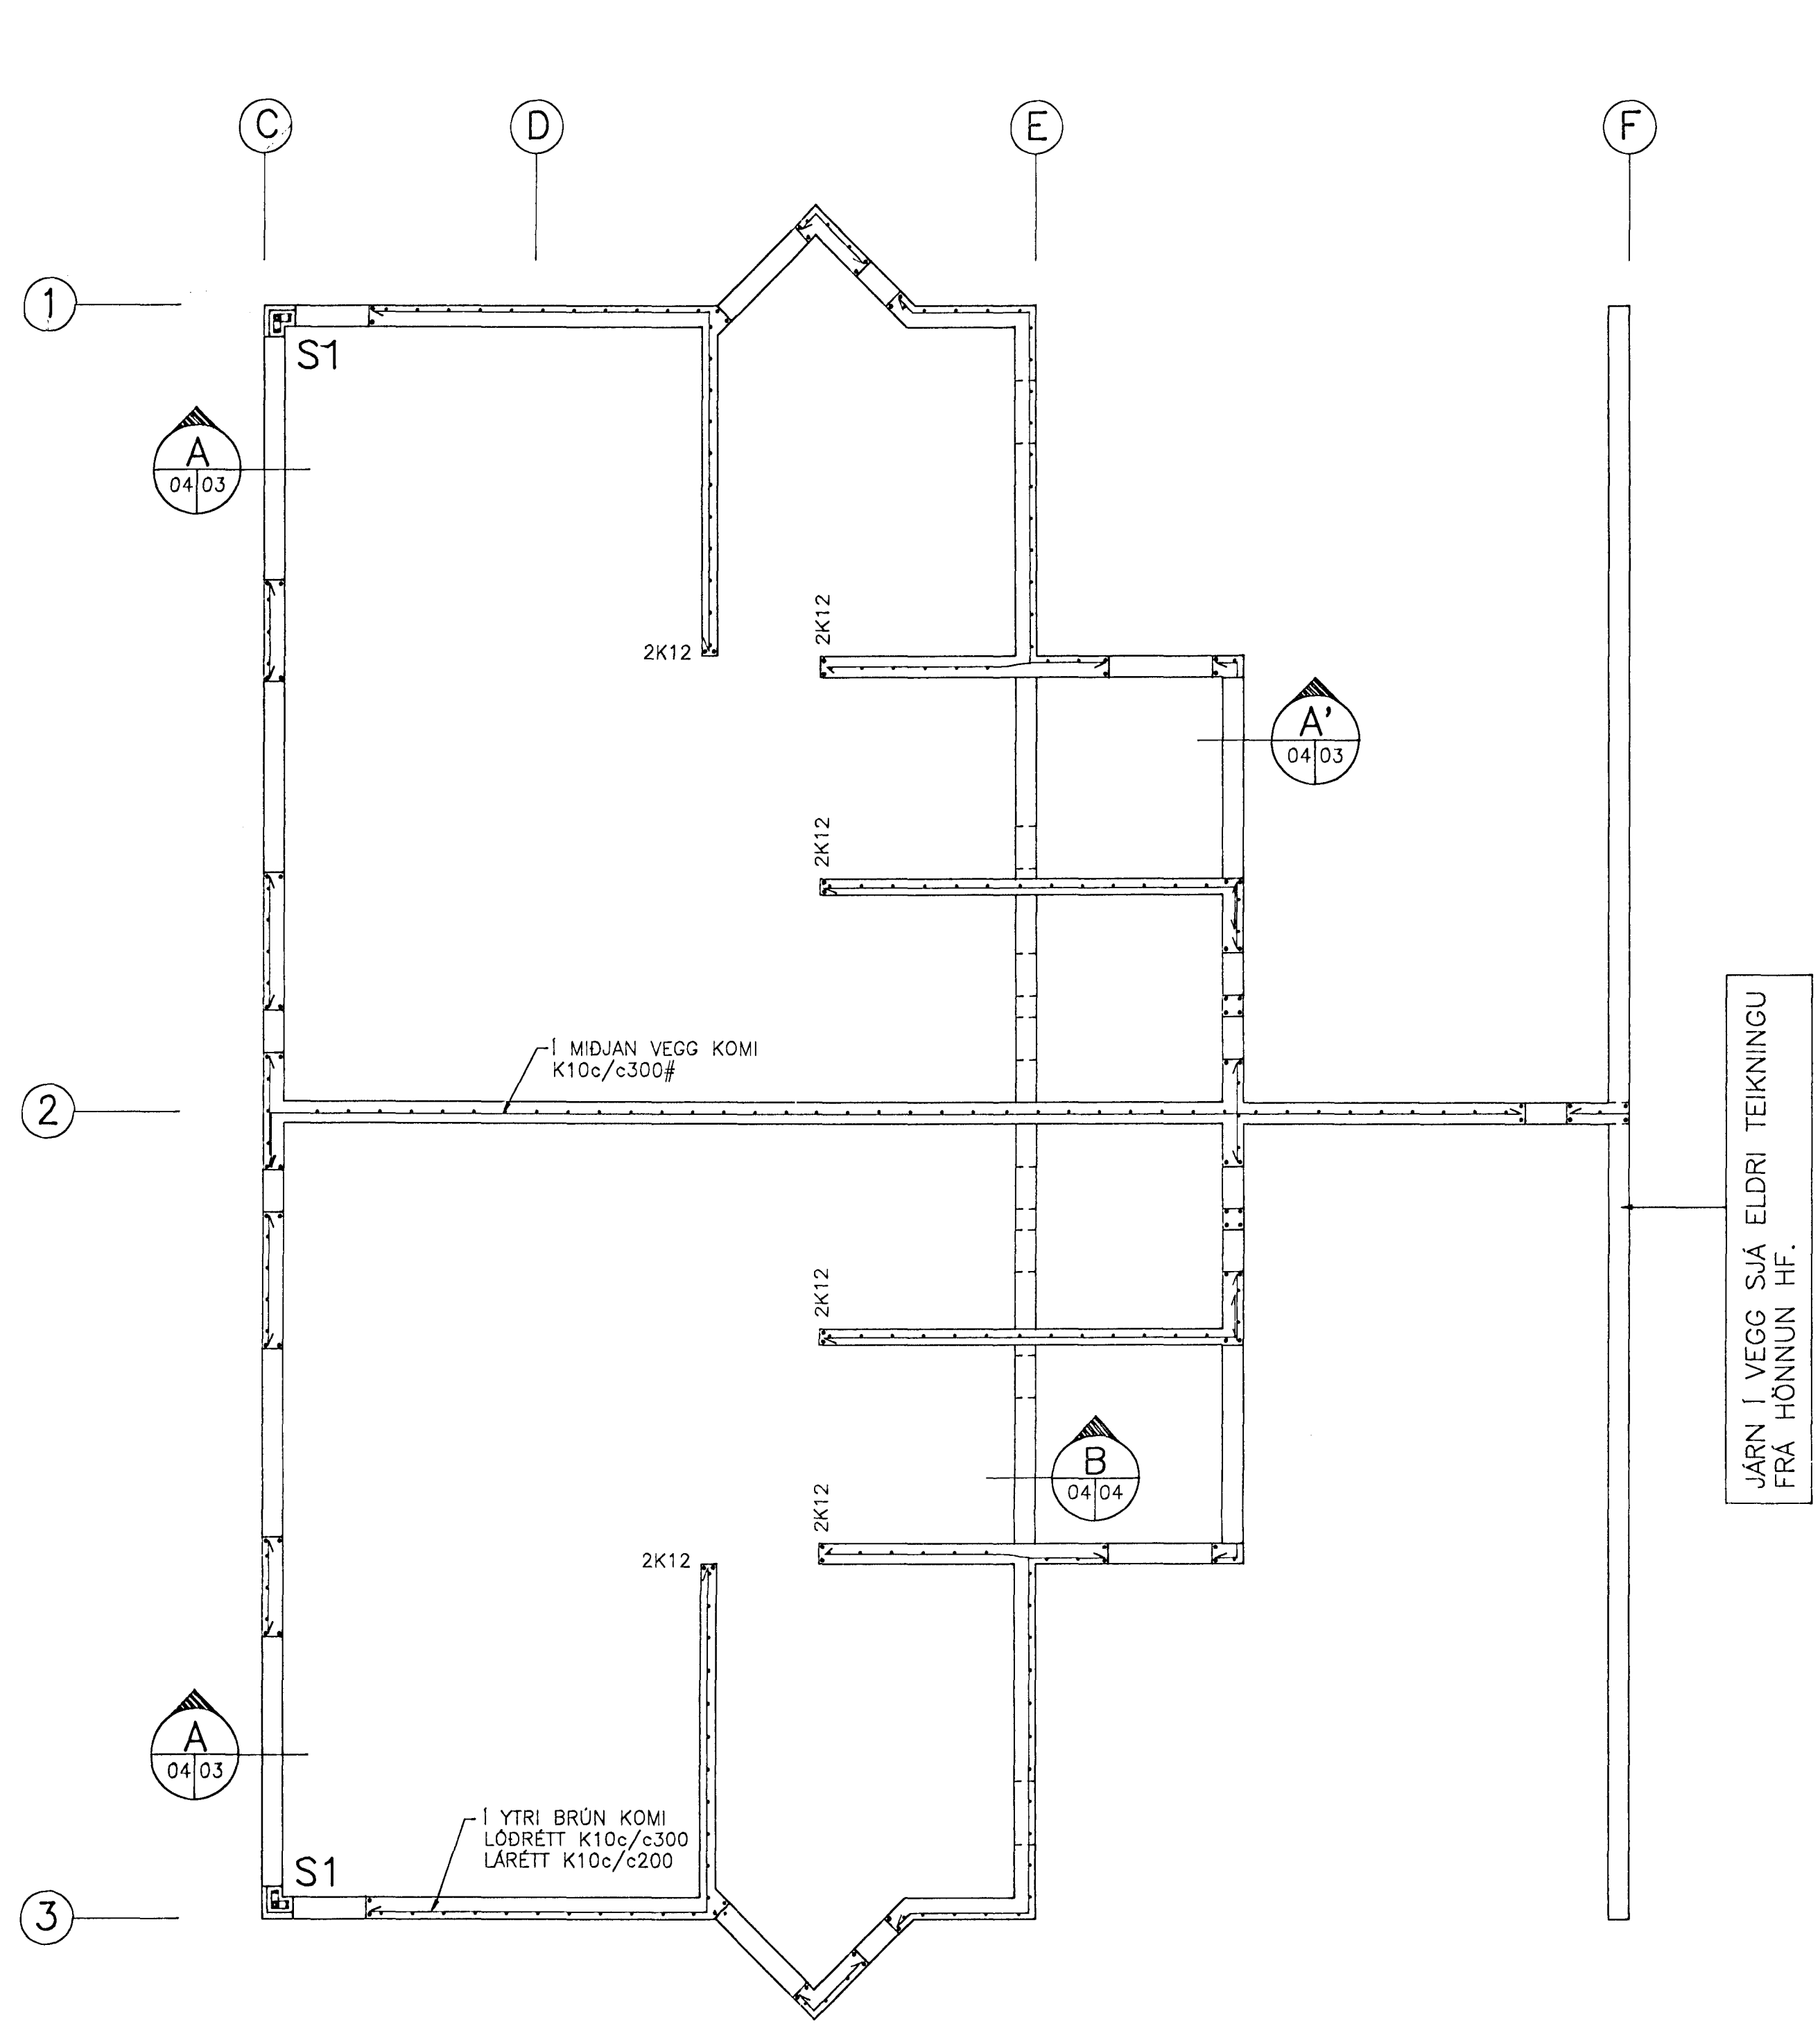 C
D
E
F
1
S1
A
04 03
2K12
2K12
A'
04 03
2K12
Í MIÐJAN VEGG KOMI
K10c/c300#
2
JÁRN Í VEGG SJÁ ELDRI TEIKNINGU
FRÁ HÖNNUN HF.
2K12
B
04 04
2K12
2K12
A
04 03
Í YTRI BRÚN KOMI
LÓÐRÉTT K10c/c300
LÁRÉTT K10c/c200
S1
3